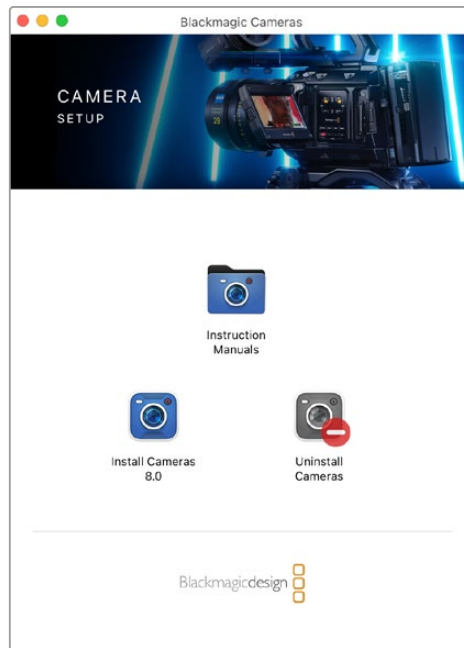 Blackmagic Cameras
CAMERA
SETUP
Instruction
Manuals
Install Cameras
8.0
Uninstall
Cameras
Blackmagicdesign